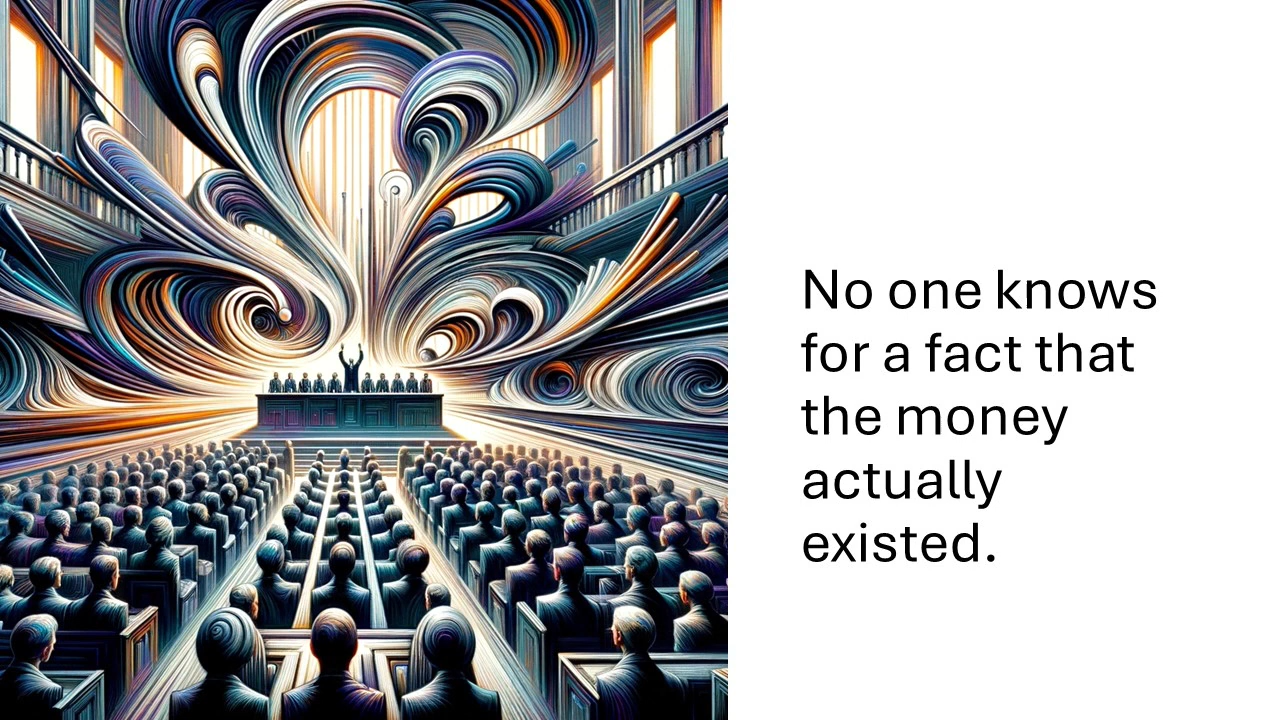 No one knows
for a fact that
the money
actually
existed.